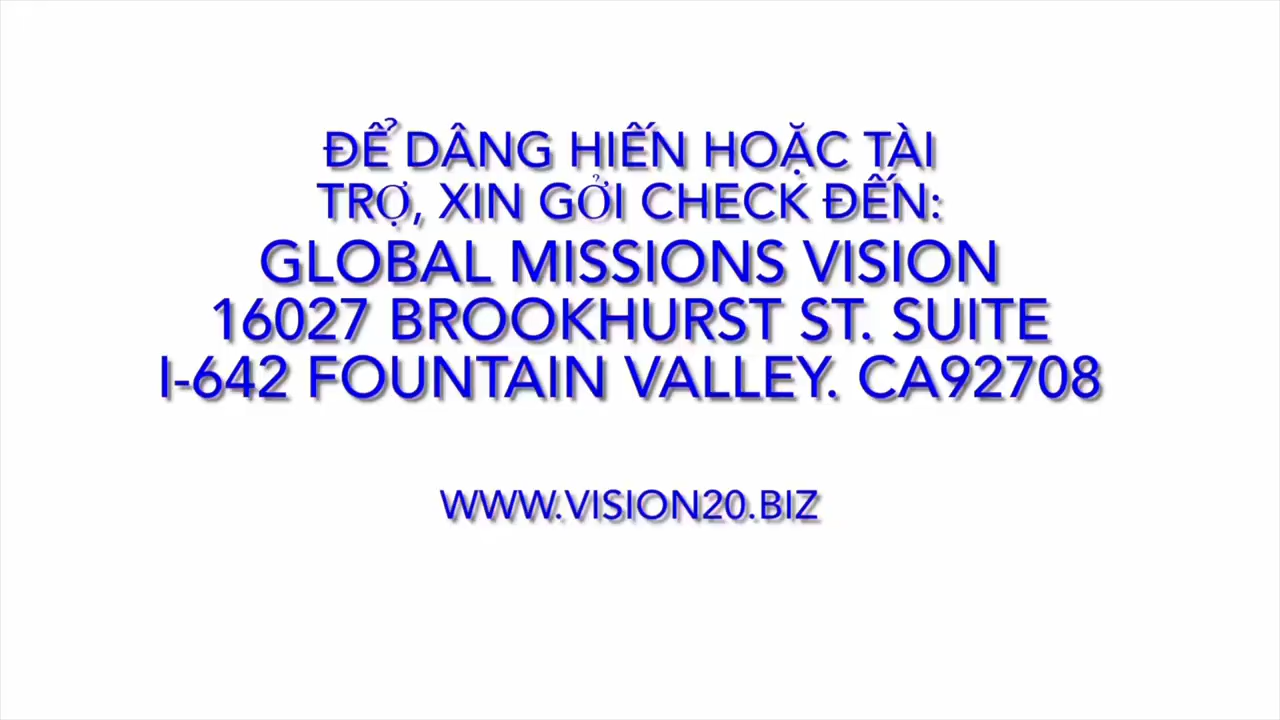 ĐỂ DÂNG HIẾN HOẶC TÀI
TRỢ, XIN GỞI CHECK ĐẾN:
GLOBAL MISSIONS VISION
16027 BROOKHURST ST. SUITE
I-642 FOUNTAIN VALLEY. CA92708
WWW.VISION20.BIZ